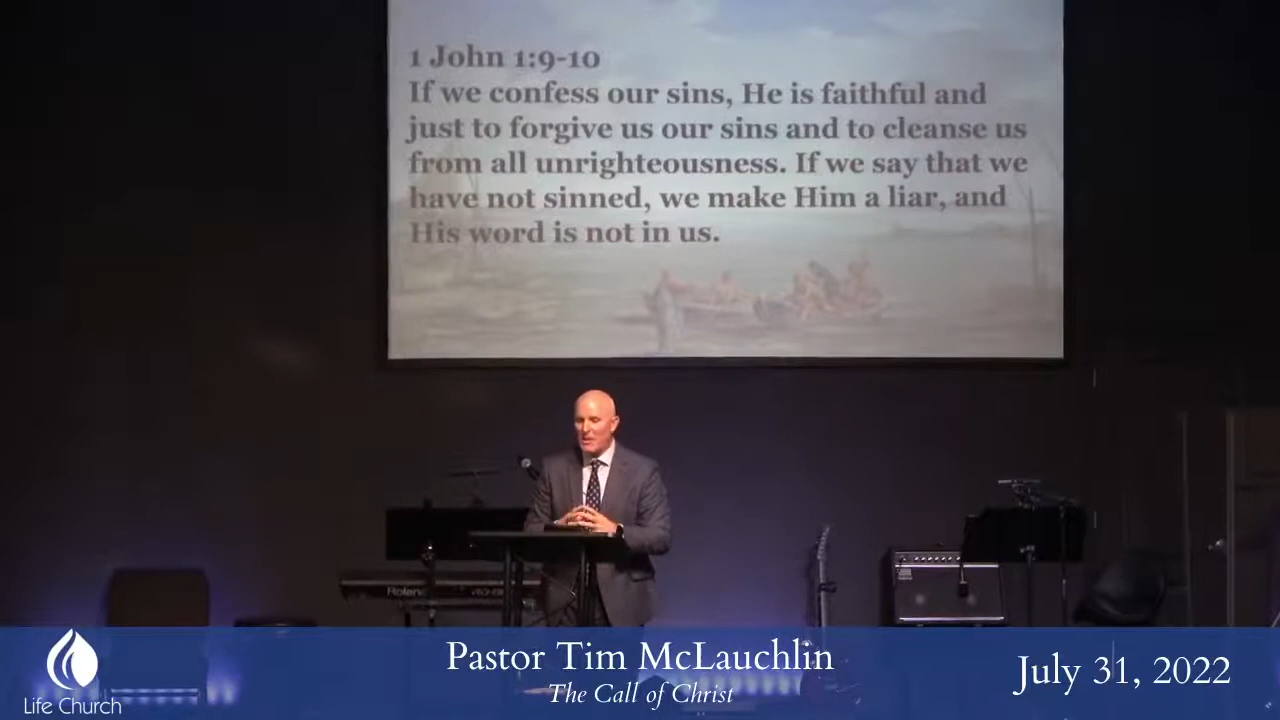 1 John 1:9-10
If we confess our sins, He is faithful and
just to forgive us our sins and to cleanse us
from all unrighteousness. If we say that we
have not sinned, we make Him a liar, and
His word is not in us.
Roland
Pastor Tim McLauchlin
The Call of Christ
July 31, 2022
Life Church